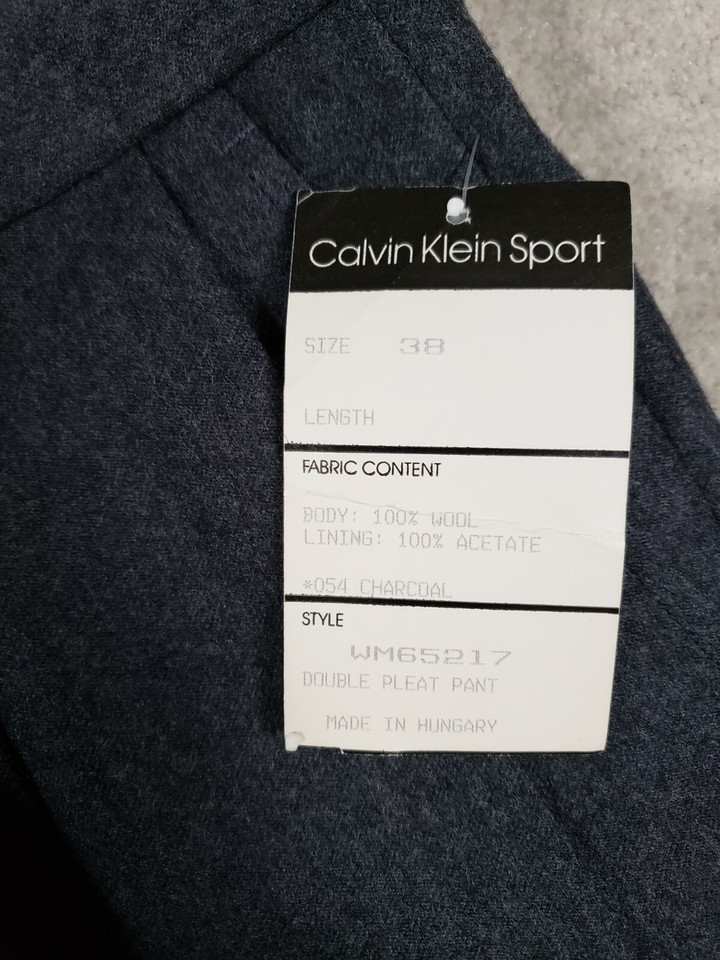 Calvin Klein Sport
SIZE 38
LENGTH
FABRIC CONTENT
BODY: 100% WOOL
LINING: 100% ACETATE
*054 CHARCOAL
STYLE
WM65217
DOUBLE PLEAT PANT
MADE IN HUNGARY